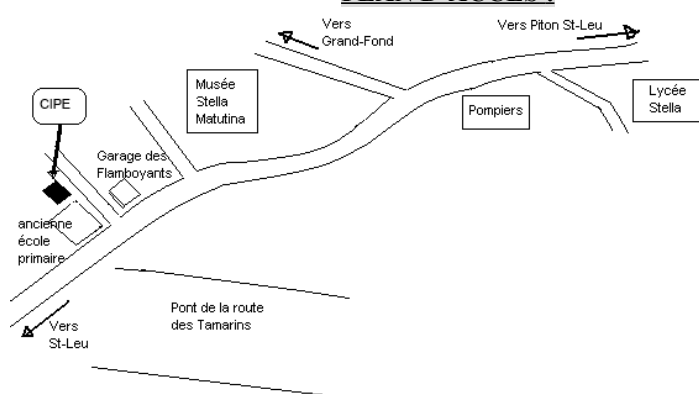 Vers
Grand-Fond
Vers Piton St-Leu
CIPE
Musée
Stella
Matutina
Pompiers
Lycée
Stella
Garage des
Flamboyants
ancienne
école
primaire
Pont de la route
des Tamarins
Vers
St-Leu